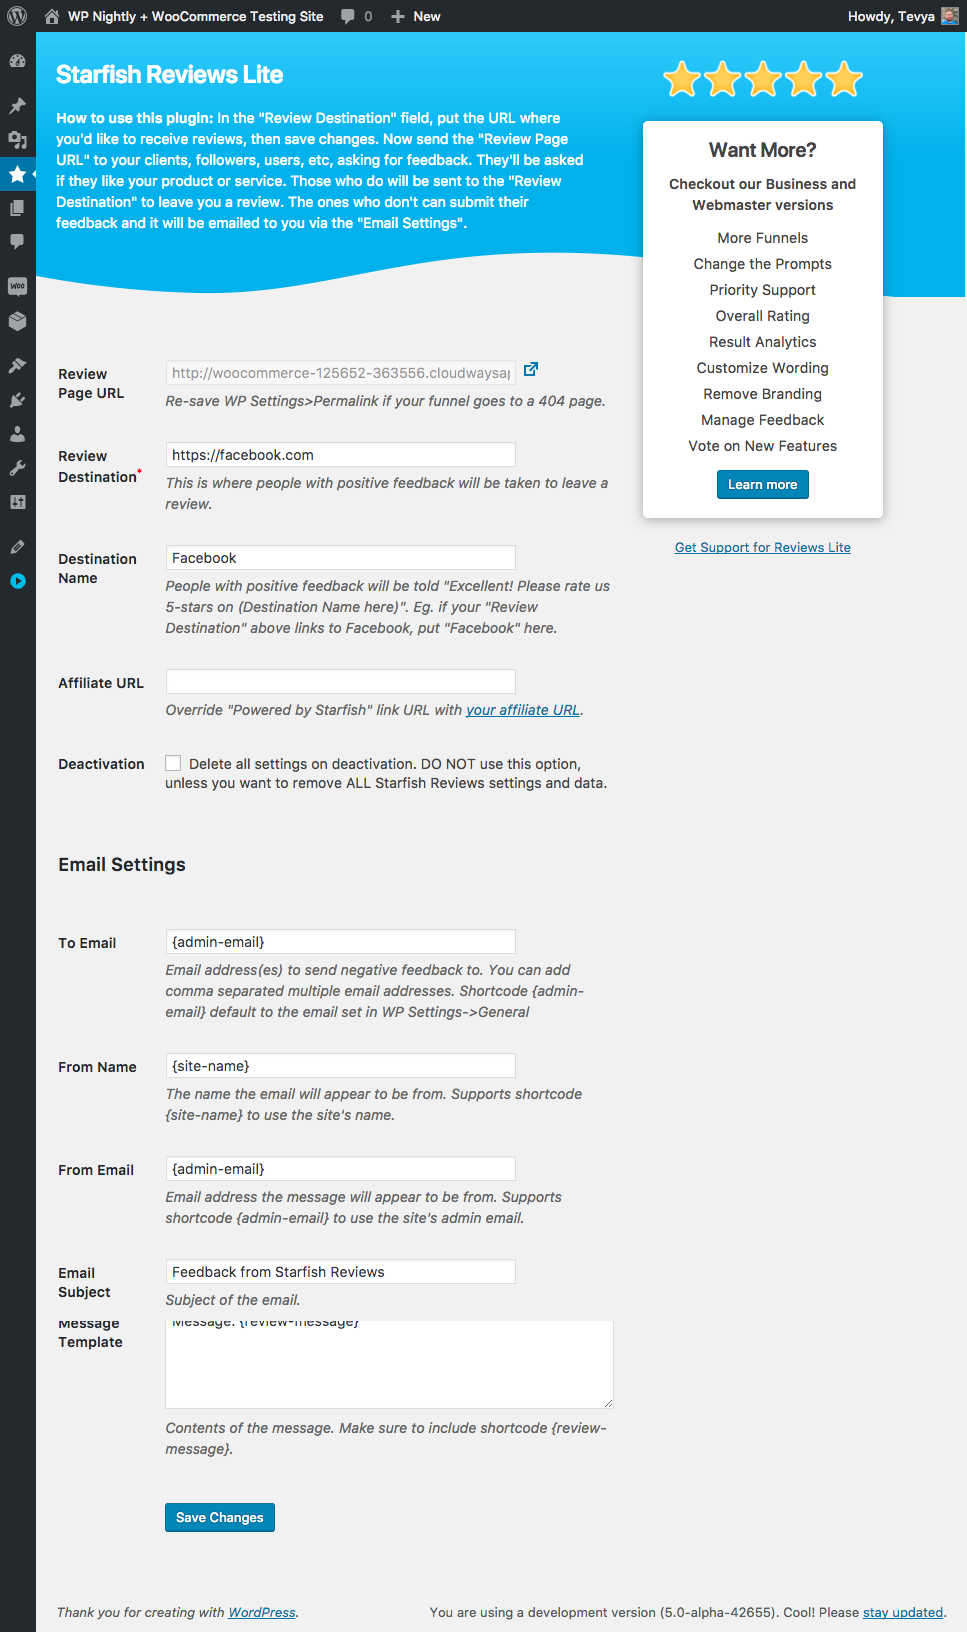 WP Nightly + WooCommerce Testing Site 0 New Howdy, Tevya
Starfish Reviews Lite
How to use this plugin: In the "Review Destination" field, put the URL where
you'd like to receive reviews, then save changes. Now send the "Review Page
URL" to your clients, followers, users, etc, asking for feedback. They'll be asked
if they like your product or service. Those who do will be sent to the "Review
Destination" to leave you a review. The ones who don't can submit their
feedback and it will be emailed to you via the "Email Settings".
Want More?
Checkout our Business and
Webmaster versions
More Funnels
Change the Prompts
Priority Support
Overall Rating
Result Analytics
Customize Wording
Remove Branding
Manage Feedback
Vote on New Features
Learn more
Get Support for Reviews Lite
WOO
Review
Page URL
http://woocommerce-125652-363556.cloudwaysap
Re-save WP Settings>Permalink if your funnel goes to a 404 page.
Review
Destination*
https://facebook.com
This is where people with positive feedback will be taken to leave a
review.
Destination
Name
Facebook
People with positive feedback will be told "Excellent! Please rate us
5-stars on (Destination Name here)". Eg. if your "Review
Destination" above links to Facebook, put "Facebook" here.
Affiliate URL
Override "Powered by Starfish" link URL with your affiliate URL.
Deactivation
Delete all settings on deactivation. DO NOT use this option,
unless you want to remove ALL Starfish Reviews settings and data.
Email Settings
To Email
{admin-email}
Email address(es) to send negative feedback to. You can add
comma separated multiple email addresses. Shortcode {admin-
email} default to the email set in WP Settings->General
From Name
{site-name}
The name the email will appear to be from. Supports shortcode
{site-name} to use the site's name.
From Email
{admin-email}
Email address the message will appear to be from. Supports
shortcode {admin-email} to use the site's admin email.
Email
Subject
Feedback from Starfish Reviews
Subject of the email.
Message
Template
Message: {review-message}
Contents of the message. Make sure to include shortcode {review-
message}.
Save Changes
Thank you for creating with WordPress.
You are using a development version (5.0-alpha-42655). Cool! Please stay updated.